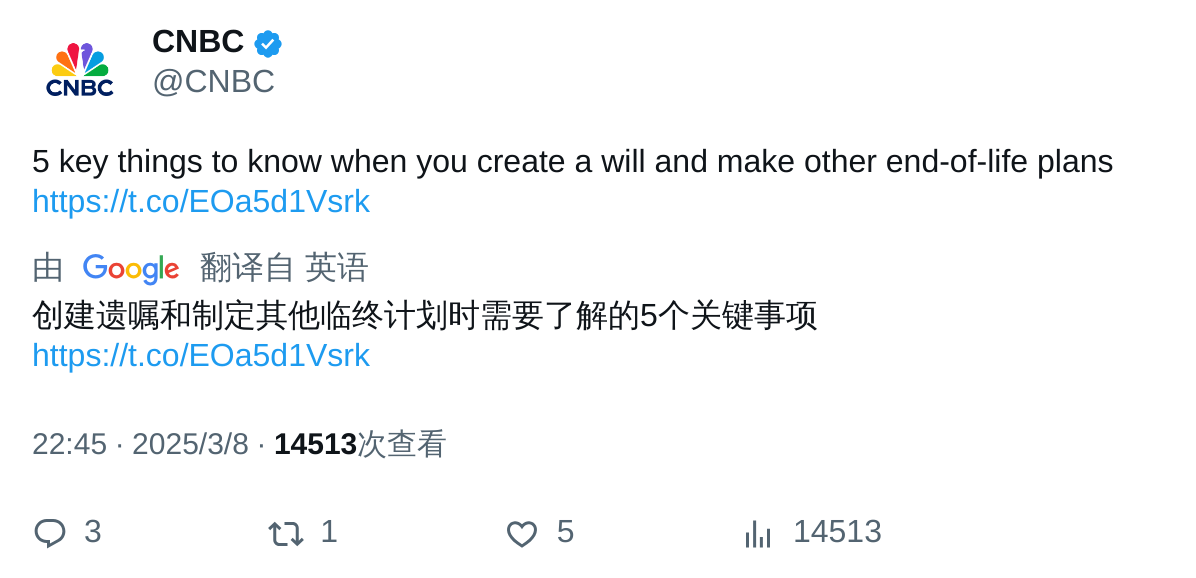 CNBC
CNBC
@CNBC
5 key things to know when you create a will and make other end-of-life plans
https://t.co/EOa5d1Vsrk
由 Google 翻译自 英语
创建遗嘱和制定其他临终计划时需要了解的5个关键事项
https://t.co/EOa5d1Vsrk
22:45 · 2025/3/8 · 14513次查看
3 1 5 14513